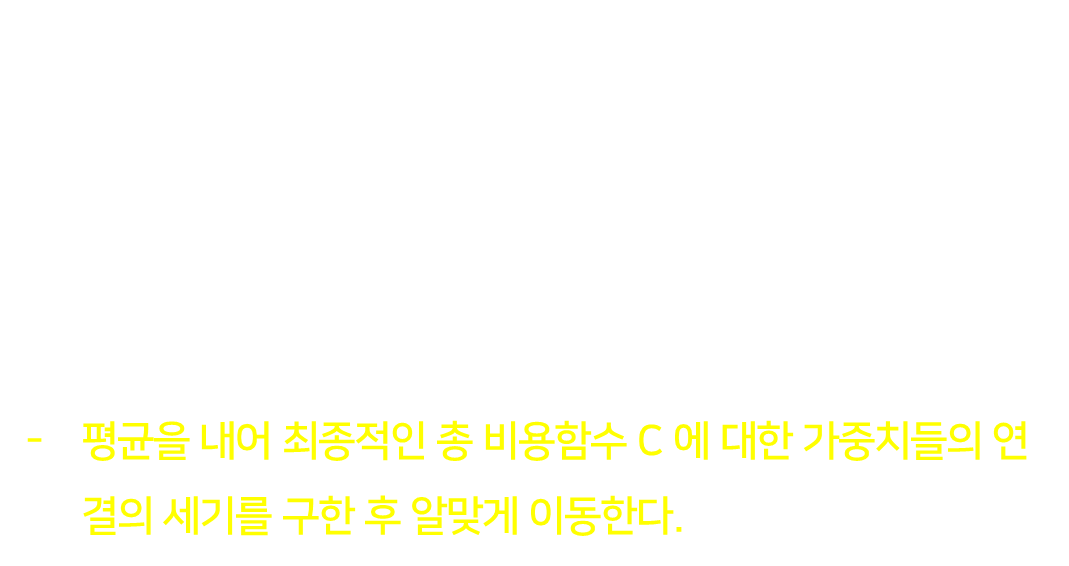 - 평균을 내어 최종적인 총 비용함수 C 에 대한 가중치들의 연
결의 세기를 구한 후 알맞게 이동한다.